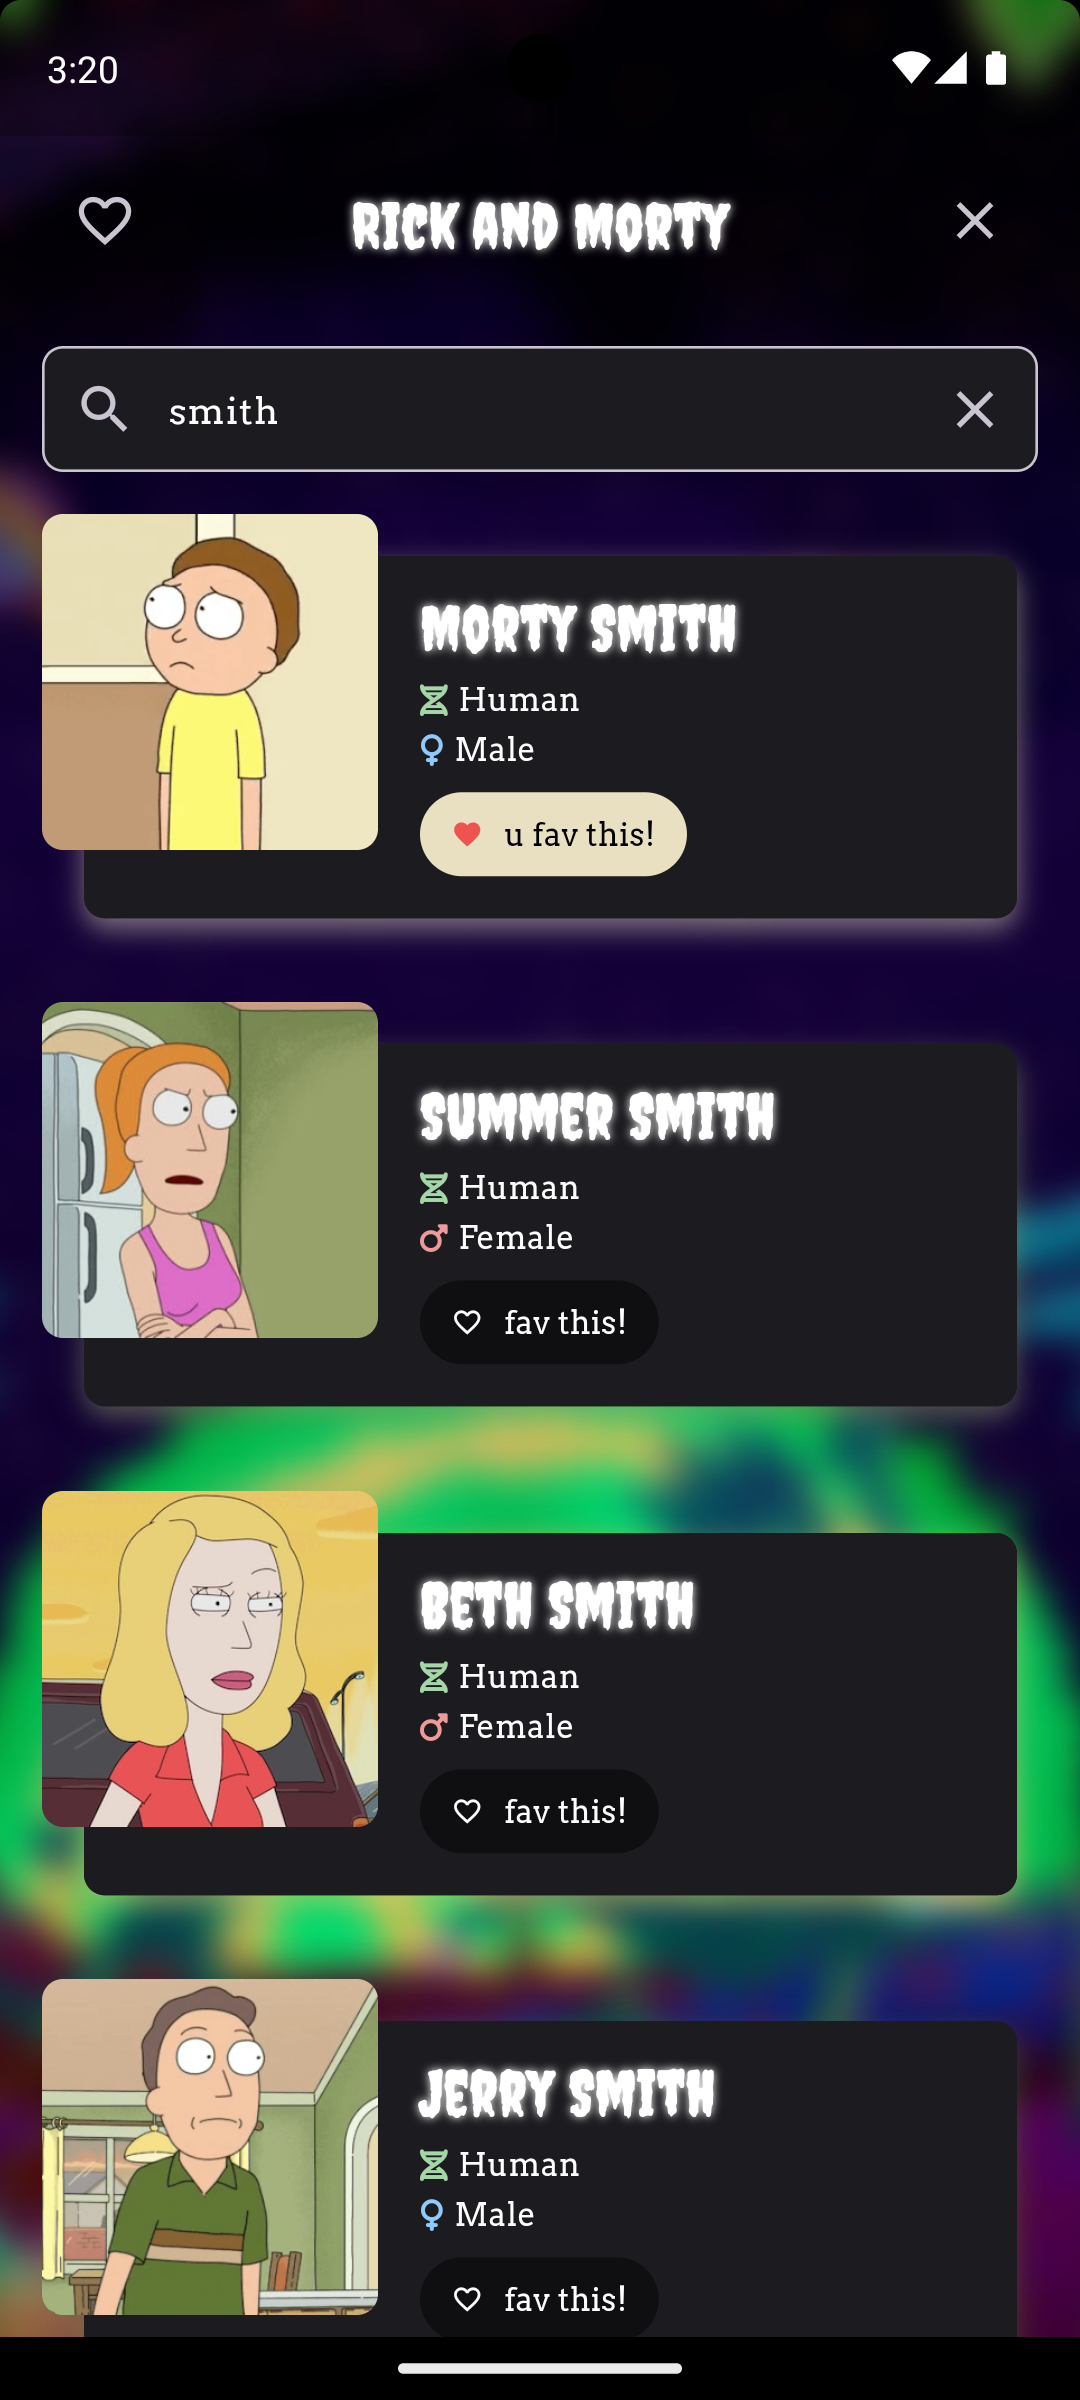 3:20
RICK AND MORTY
smith
MORTY SMITH
Human
Male
u fav this!
SUMMER SMITH
Human
Female
fav this!
BETH SMITH
Human
Female
fav this!
JERRY SMITH
Human
Male
fav this!